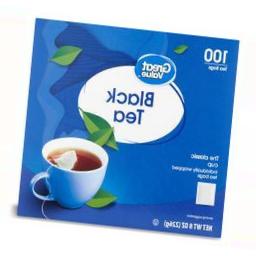 100
tea bags
Great
Value
Black
Tea
The classic
cup
individually wrapped
tea bags
NET WT 8 OZ (226g)